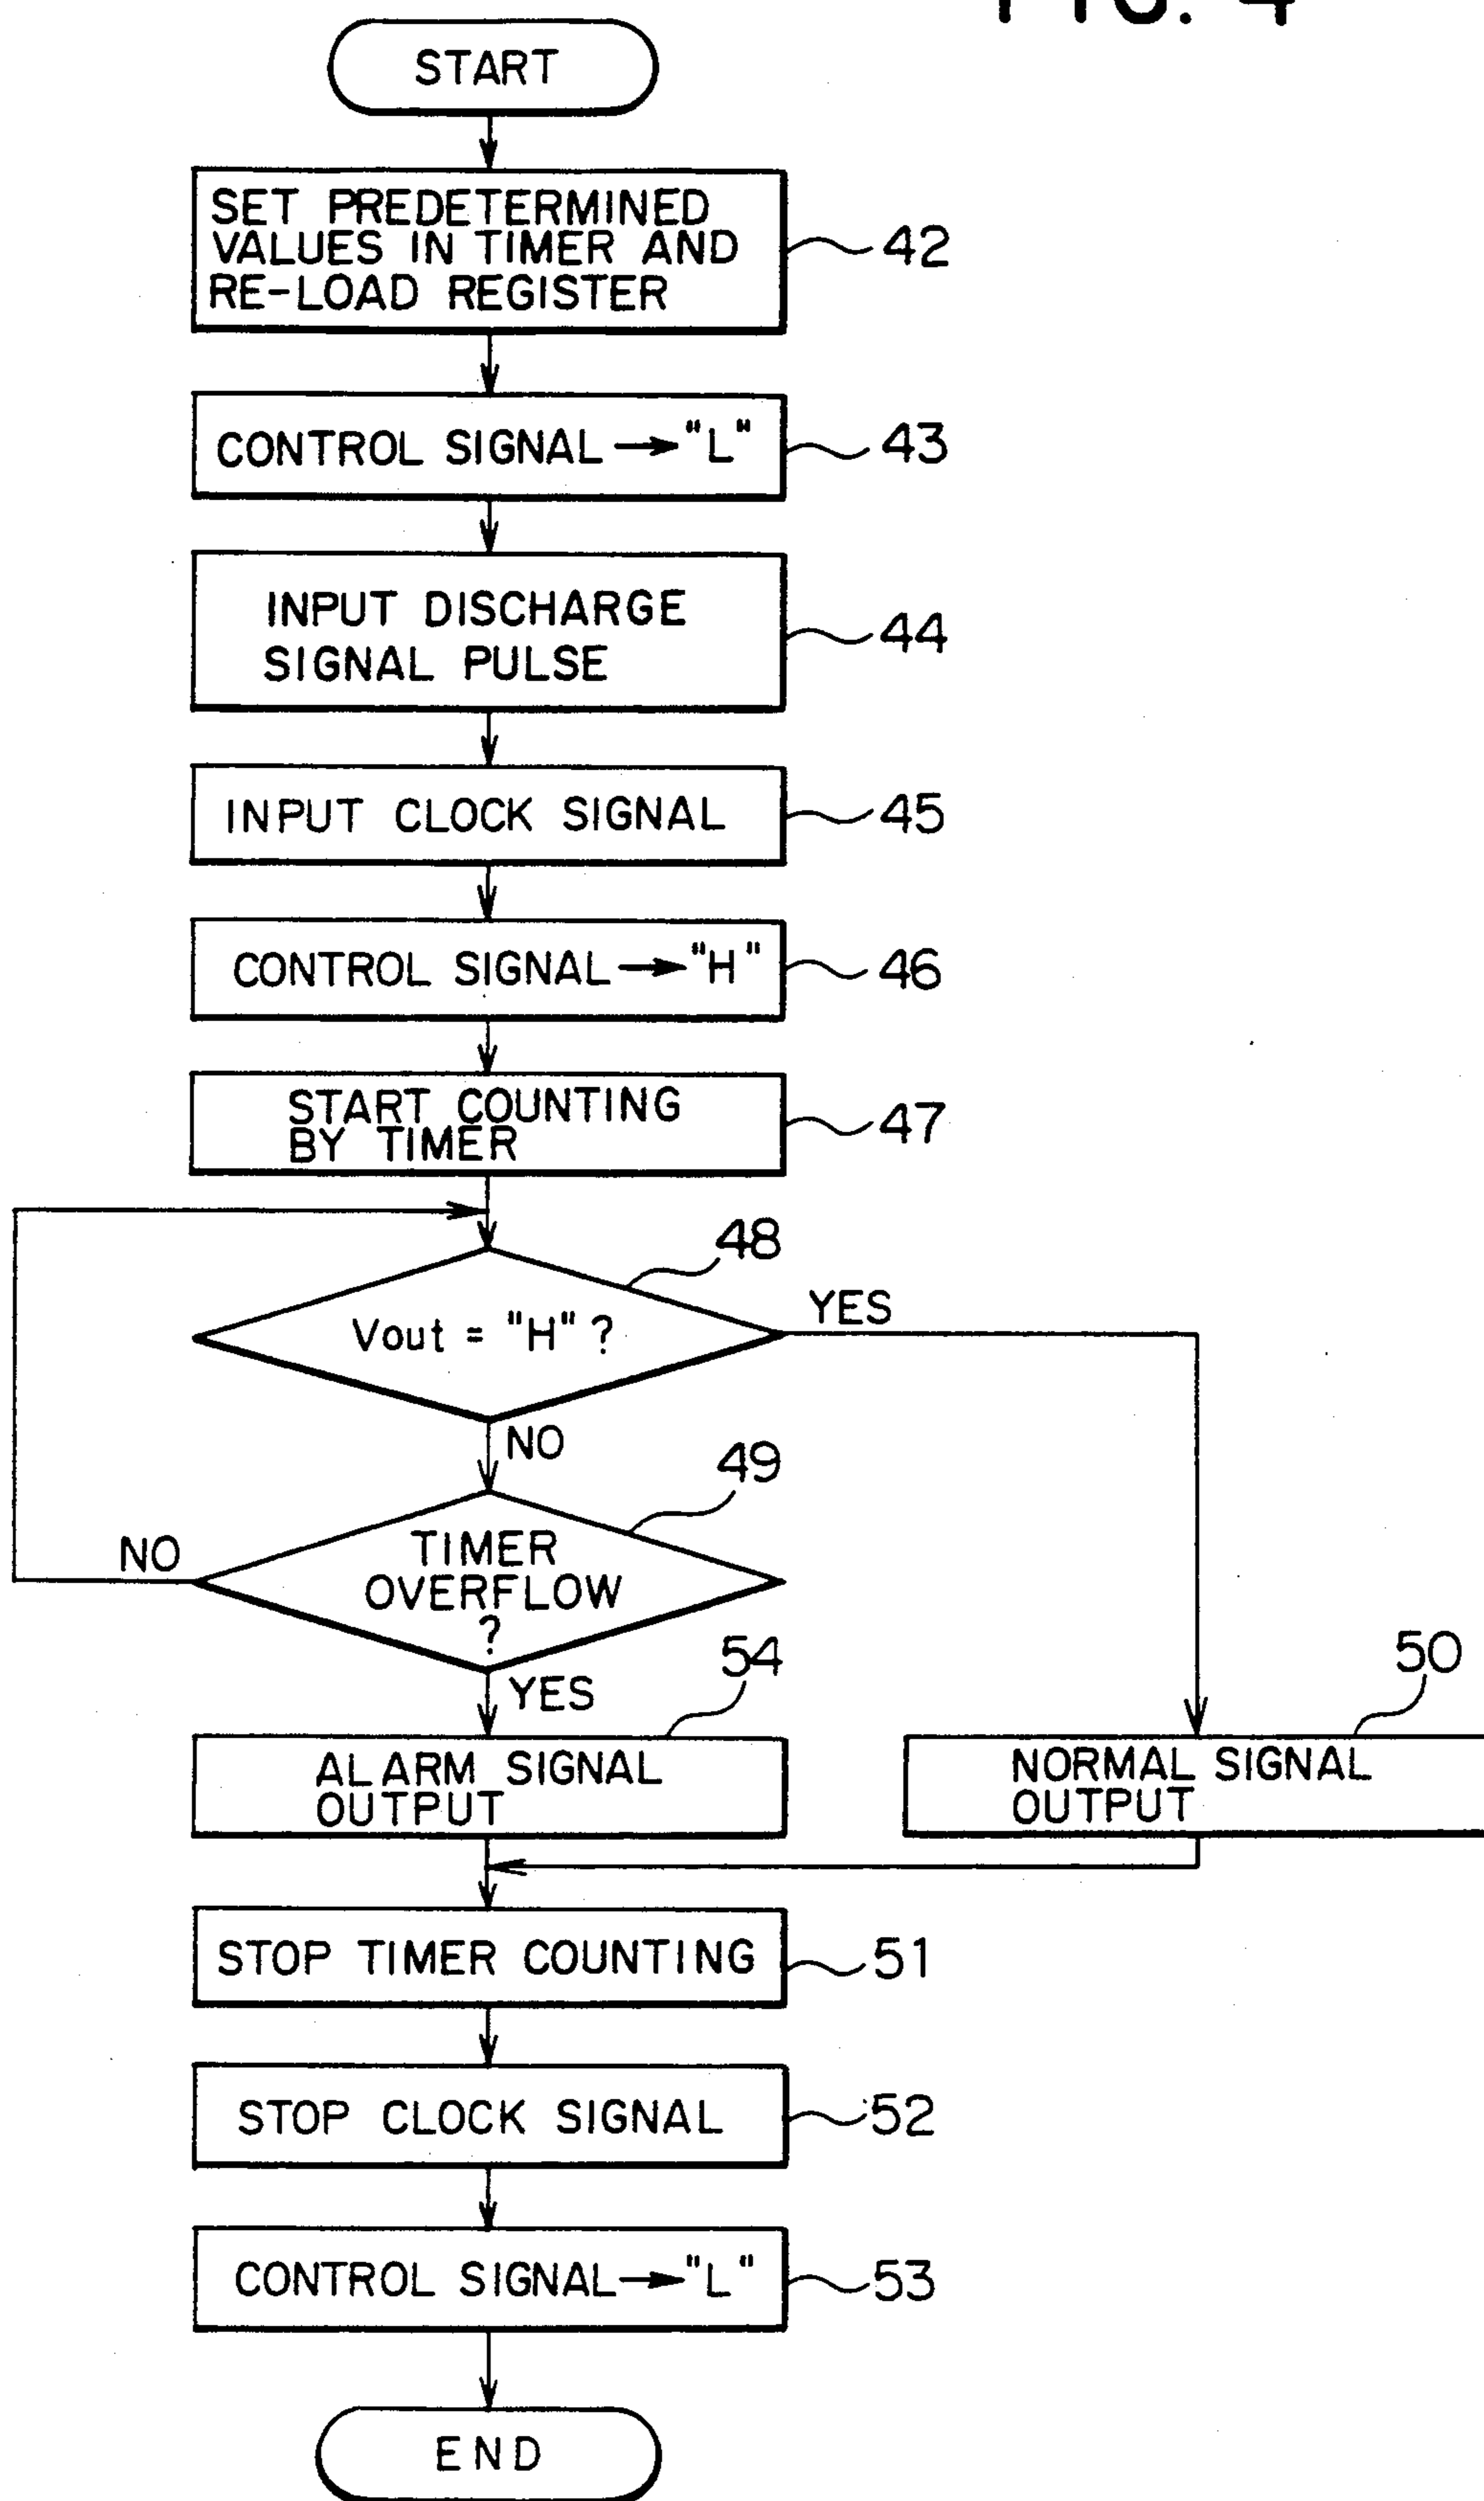 FIG. 4
START
SET PREDETERMINED
VALUES IN TIMER AND
RE-LOAD REGISTER
42
CONTROL SIGNAL → "L"
43
INPUT DISCHARGE
SIGNAL PULSE
44
INPUT CLOCK SIGNAL
45
CONTROL SIGNAL → "H"
46
START COUNTING
BY TIMER
47
48
Vout = "H" ?
YES
NO
49
TIMER
OVERFLOW
?
NO
YES
54
ALARM SIGNAL
OUTPUT
50
NORMAL SIGNAL
OUTPUT
STOP TIMER COUNTING
51
STOP CLOCK SIGNAL
52
CONTROL SIGNAL → "L"
53
END